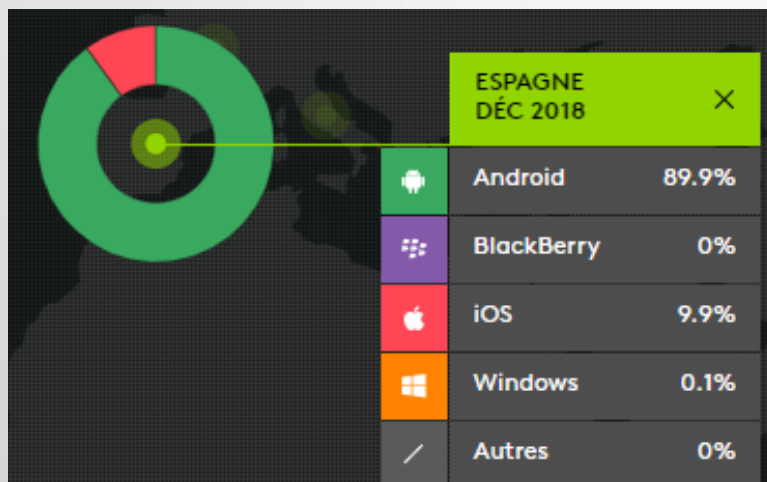 ESPAGNE
DÉC 2018
Android 89.9%
BlackBerry 0%
iOS 9.9%
Windows 0.1%
Autres 0%